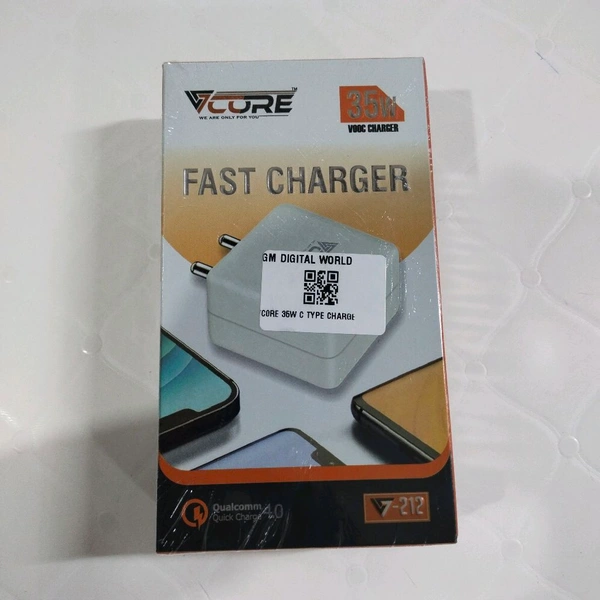 VCORE™
WE ARE ONLY FOR YOU
35W
VOOC CHARGER
FAST CHARGER
GM DIGITAL WORLD
CORE 35W C TYPE CHARGE
Qualcomm
Quick Charge 4.0
V-212